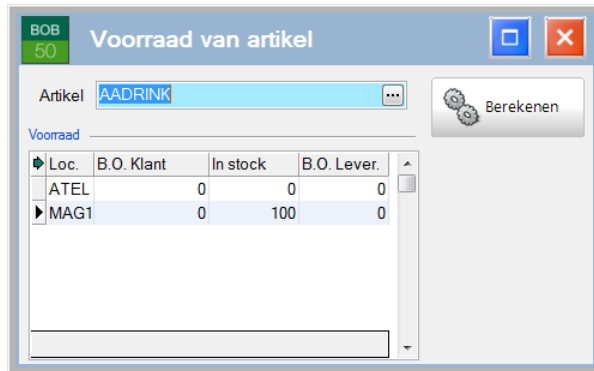 BOB
50
Voorraad van artikel
Artikel AADRINK ...
Berekenen
Voorraad
Loc. B.O. Klant In stock B.O. Lever.
ATEL 0 0 0
MAG1 0 100 0